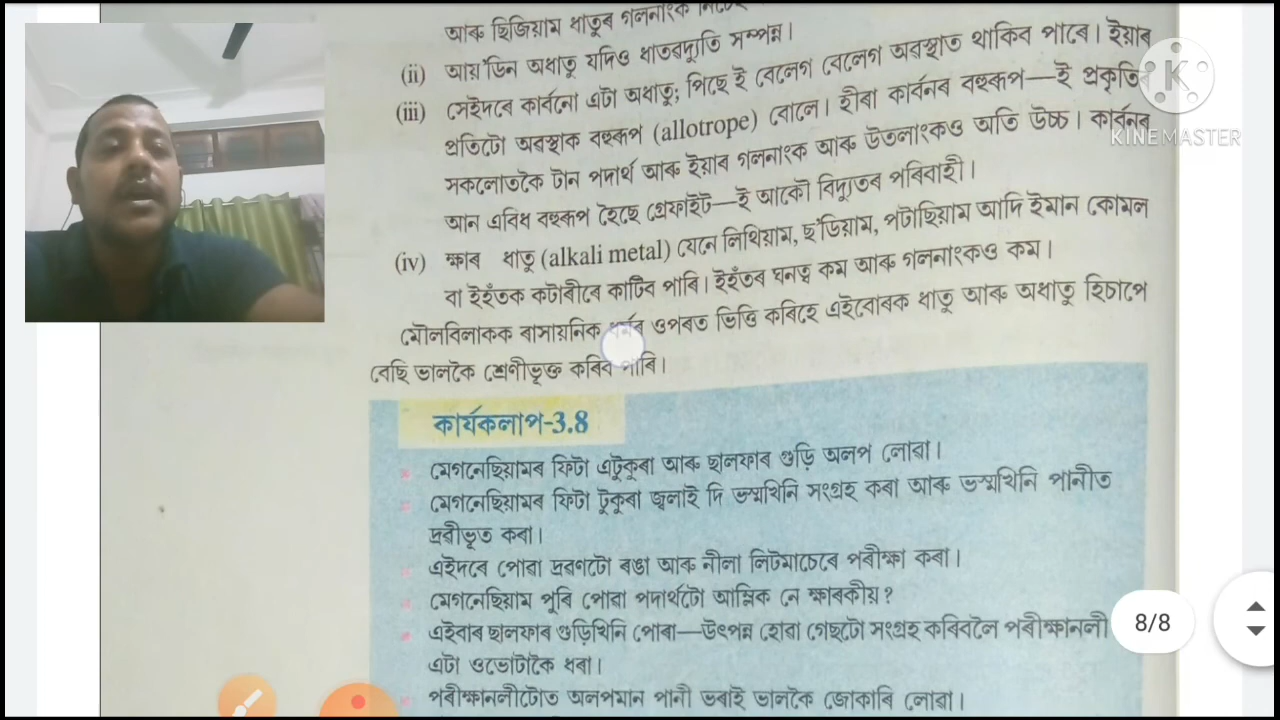 আৰু ছিজিয়াম ধাতুৰ গলনাংক
(ii) আয়'ডিন অধাতু যদিও ধাতৱদ্যুতি সম্পন্ন।
(iii) সেইদৰে কাৰ্বনো এটা অধাতু; পিছে ই বেলেগ বেলেগ অৱস্থাত থাকিব পাৰে। ইয়াৰ
প্ৰতিটো অৱস্থাক বহুৰূপ (allotrope) বোলে। হীৰা কাৰ্বনৰ বহুৰূপ—ই প্ৰকৃতিৰ
সকলোতকৈ টান পদাৰ্থ আৰু ইয়াৰ গলনাংক আৰু উতলাংকও অতি উচ্চ। কাৰ্বনৰ
আন এবিধ বহুৰূপ হৈছে গ্ৰেফাইট—ই আকৌ বিদ্যুতৰ পৰিবাহী।
(iv) ক্ষাৰ ধাতু (alkali metal) যেনে লিথিয়াম, ছ'ডিয়াম, পটাছিয়াম আদি ইমান কোমল
বা ইহঁতক কটাৰীৰে কাটিব পাৰি। ইহঁতৰ ঘনত্ব কম আৰু গলনাংকও কম।
মৌলবিলাকক ৰাসায়নিক ধৰ্মৰ ওপৰত ভিত্তি কৰিহে এইবোৰক ধাতু আৰু অধাতু হিচাপে
বেছি ভালকৈ শ্ৰেণীভূক্ত কৰিব পাৰি।
কাৰ্যকলাপ-3.8
মেগনেছিয়ামৰ ফিটা এটুকুৰা আৰু ছালফাৰ গুড়ি অলপ লোৱা।
মেগনেছিয়ামৰ ফিটা টুকুৰা জ্বলাই দি ভস্মখিনি সংগ্ৰহ কৰা আৰু ভস্মখিনি পানীত
দ্ৰৱীভূত কৰা।
এইদৰে পোৱা দ্ৰৱণটো ৰঙা আৰু নীলা লিটমাচেৰে পৰীক্ষা কৰা।
মেগনেছিয়াম পুৰি পোৱা পদাৰ্থটো আম্লিক নে ক্ষাৰকীয়?
এইবাৰ ছালফাৰ গুড়িখিনি পোৰা—উৎপন্ন হোৱা গেছটো সংগ্ৰহ কৰিবলৈ পৰীক্ষানলী
এটা ওভোটাকৈ ধৰা।
পৰীক্ষানলীটোত অলপমান পানী ভৰাই ভালকৈ জোকাৰি লোৱা।
K
KINEMASTER
8/8